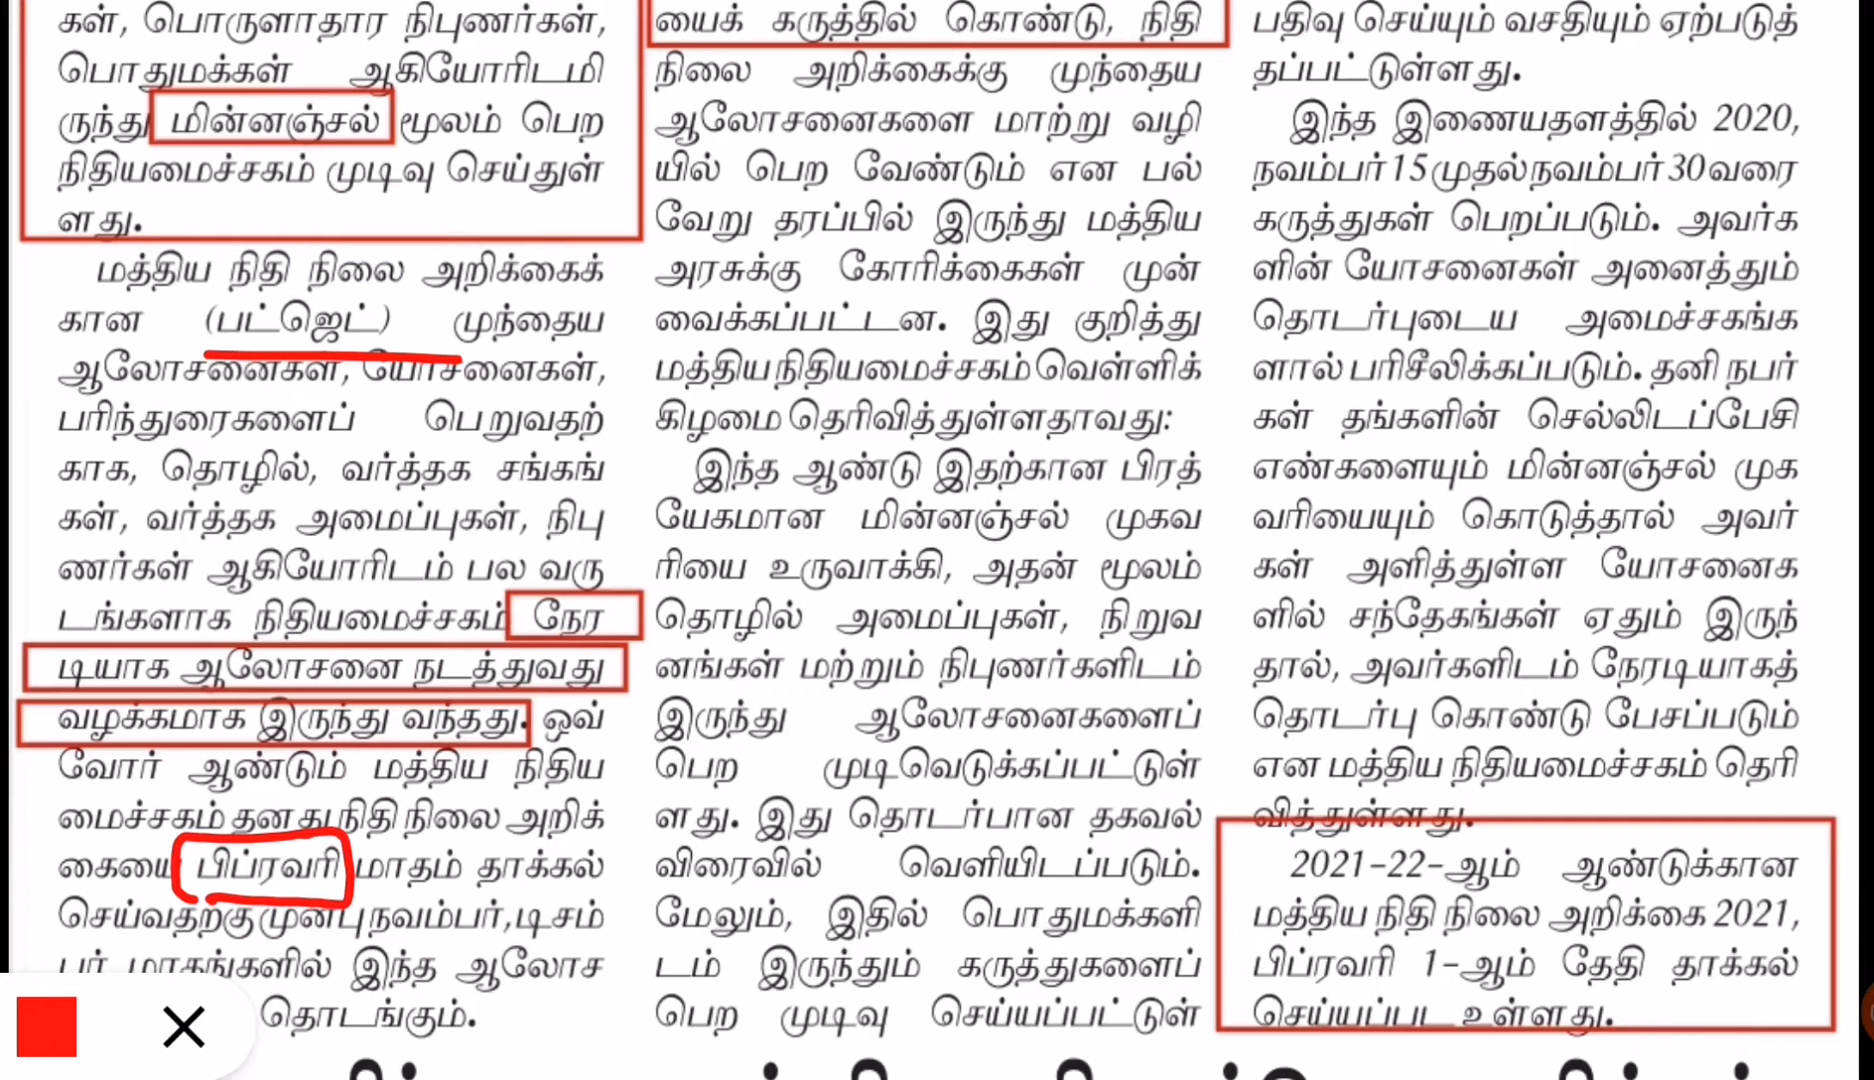 கள், பொருளாதார நிபுணர்கள்,
பொதுமக்கள் ஆகியோரிடமி
ருந்து மின்னஞ்சல் மூலம் பெற
நிதியமைச்சகம் முடிவு செய்துள்
ளது.
மத்திய நிதி நிலை அறிக்கைக்
கான (பட்ஜெட்) முந்தைய
ஆலோசனைகள், யோசனைகள்,
பரிந்துரைகளைப் பெறுவதற்
காக, தொழில், வர்த்தக சங்கங்
கள், வர்த்தக அமைப்புகள், நிபு
ணர்கள் ஆகியோரிடம் பல வரு
டங்களாக நிதியமைச்சகம் நேர
டியாக ஆலோசனை நடத்துவது
வழக்கமாக இருந்து வந்தது. ஒவ்
வோர் ஆண்டும் மத்திய நிதிய
மைச்சகம் தனது நிதி நிலை அறிக்
கையை பிப்ரவரி மாதம் தாக்கல்
செய்வதற்கு முன்பு நவம்பர், டிசம்
பர் மாதங்களில் இந்த ஆலோச
தொடங்கும்.
யைக் கருத்தில் கொண்டு, நிதி
நிலை அறிக்கைக்கு முந்தைய
ஆலோசனைகளை மாற்று வழி
யில் பெற வேண்டும் என பல்
வேறு தரப்பில் இருந்து மத்திய
அரசுக்கு கோரிக்கைகள் முன்
வைக்கப்பட்டன. இது குறித்து
மத்திய நிதியமைச்சகம் வெள்ளிக்
கிழமை தெரிவித்துள்ளதாவது:
இந்த ஆண்டு இதற்கான பிரத்
யேகமான மின்னஞ்சல் முகவ
ரியை உருவாக்கி, அதன் மூலம்
தொழில் அமைப்புகள், நிறுவ
னங்கள் மற்றும் நிபுணர்களிடம்
இருந்து ஆலோசனைகளைப்
பெற முடிவெடுக்கப்பட்டுள்
ளது. இது தொடர்பான தகவல்
விரைவில் வெளியிடப்படும்.
மேலும், இதில் பொதுமக்களி
டம் இருந்தும் கருத்துகளைப்
பெற முடிவு செய்யப்பட்டுள்
பதிவு செய்யும் வசதியும் ஏற்படுத்
தப்பட்டுள்ளது.
இந்த இணையதளத்தில் 2020,
நவம்பர் 15 முதல் நவம்பர் 30 வரை
கருத்துகள் பெறப்படும். அவர்க
ளின் யோசனைகள் அனைத்தும்
தொடர்புடைய அமைச்சகங்க
ளால் பரிசீலிக்கப்படும். தனி நபர்
கள் தங்களின் செல்லிடப்பேசி
எண்களையும் மின்னஞ்சல் முக
வரியையும் கொடுத்தால் அவர்
கள் அளித்துள்ள யோசனைக
ளில் சந்தேகங்கள் ஏதும் இருந்
தால், அவர்களிடம் நேரடியாகத்
தொடர்பு கொண்டு பேசப்படும்
என மத்திய நிதியமைச்சகம் தெரி
வித்துள்ளது.
2021-22-ஆம் ஆண்டுக்கான
மத்திய நிதி நிலை அறிக்கை 2021,
பிப்ரவரி 1-ஆம் தேதி தாக்கல்
செய்யப்பட உள்ளது.